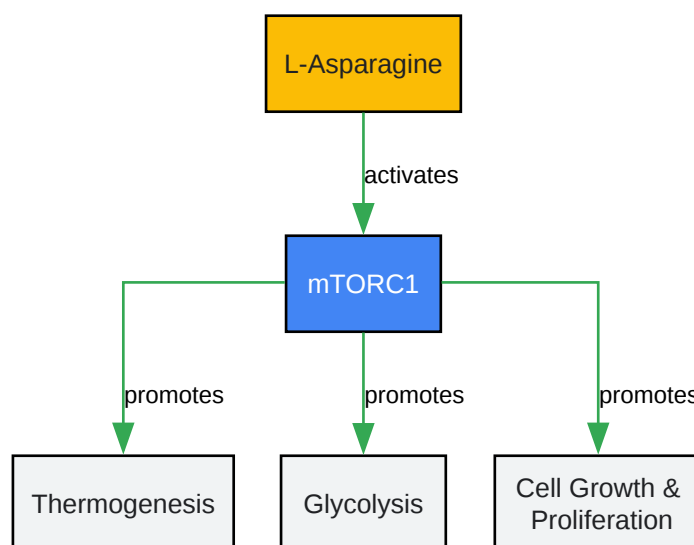 L-Asparagine
activates
mTORC1
promotes
promotes
promotes
Thermogenesis
Glycolysis
Cell Growth &
Proliferation